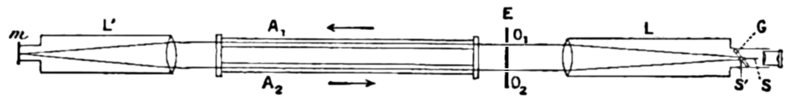 L' A₁ E O₁ L G
m
A₂ O₂ S' S